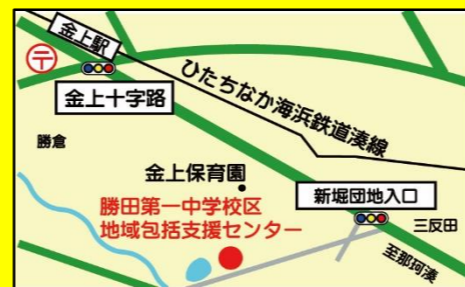 金上駅
〒
金上十字路
ひたちなか海浜鉄道湊線
勝倉
金上保育園
新堀団地入口
勝田第一中学校区
地域包括支援センター
三反田
至那珂湊